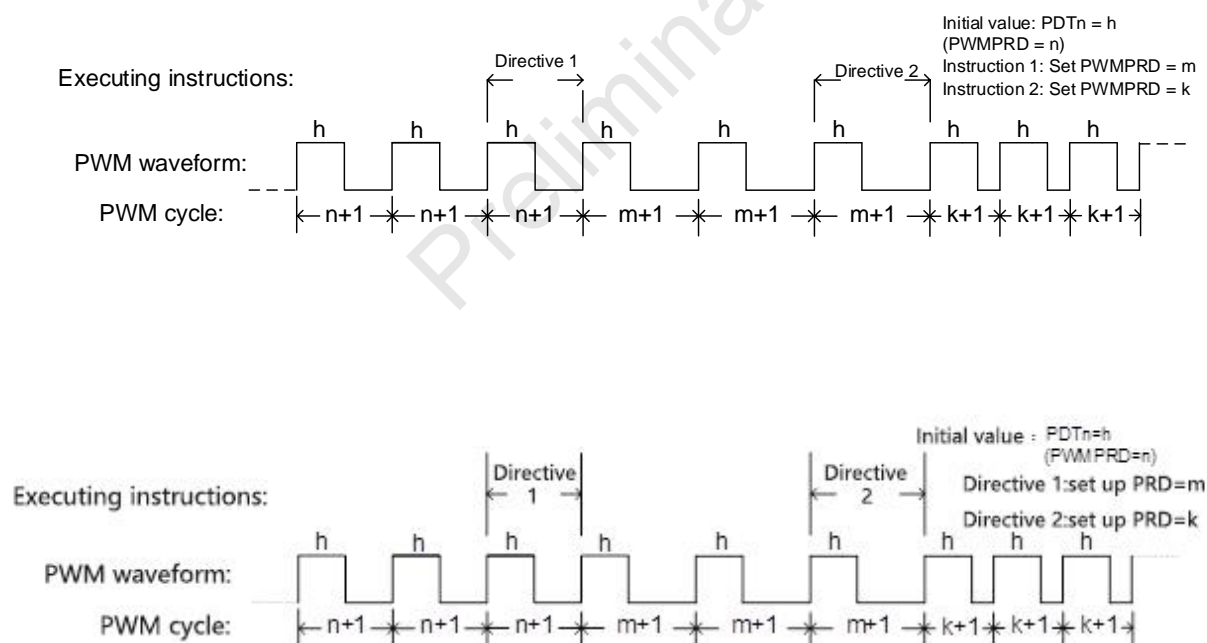 Initial value: PDTn = h
(PWMPRD = n)
Instruction 1: Set PWMPRD = m
Instruction 2: Set PWMPRD = k
Executing instructions:
Directive 1
Directive 2
h h h h h h h h h
PWM waveform:
PWM cycle:
n+1 n+1 n+1 m+1 m+1 m+1 k+1 k+1 k+1
Prelimina
Initial value : PDTn=h
(PWMPRD=n)
Directive 1:set up PRD=m
Directive 2:set up PRD=k
Executing instructions:
Directive
1
Directive
2
h h h h h h h h h
PWM waveform:
PWM cycle:
n+1 n+1 n+1 m+1 m+1 m+1 k+1 k+1 k+1